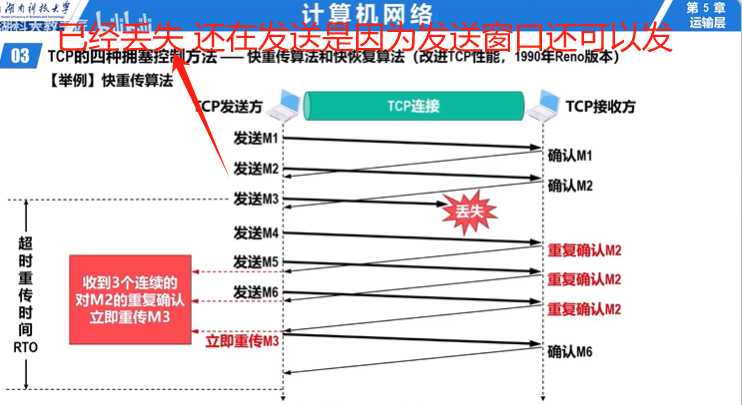 湖南科技大学
计算机网络
第 5 章
运输层
湖科大教
已经丢失 还在发送是因为发送窗口还可以发
03
TCP的四种拥塞控制方法 —— 快重传算法和快恢复算法（改进TCP性能，1990年Reno版本）
【举例】快重传算法
TCP发送方
TCP连接
TCP接收方
发送M1
确认M1
发送M2
确认M2
发送M3
丢失
发送M4
重复确认M2
发送M5
重复确认M2
发送M6
重复确认M2
超时重传时间RTO
收到3个连续的
对M2的重复确认
立即重传M3
立即重传M3
确认M6